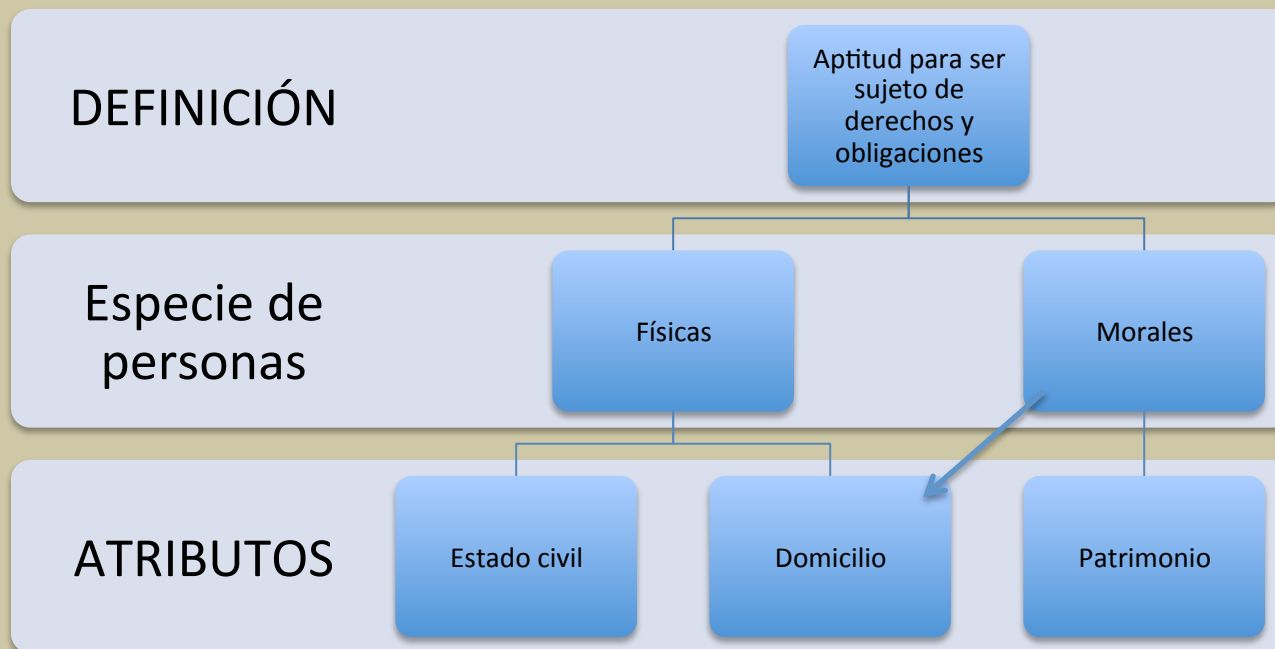 DEFINICIÓN
Aptitud para ser
sujeto de
derechos y
obligaciones
Especie de
personas
Físicas
Morales
ATRIBUTOS
Estado civil
Domicilio
Patrimonio